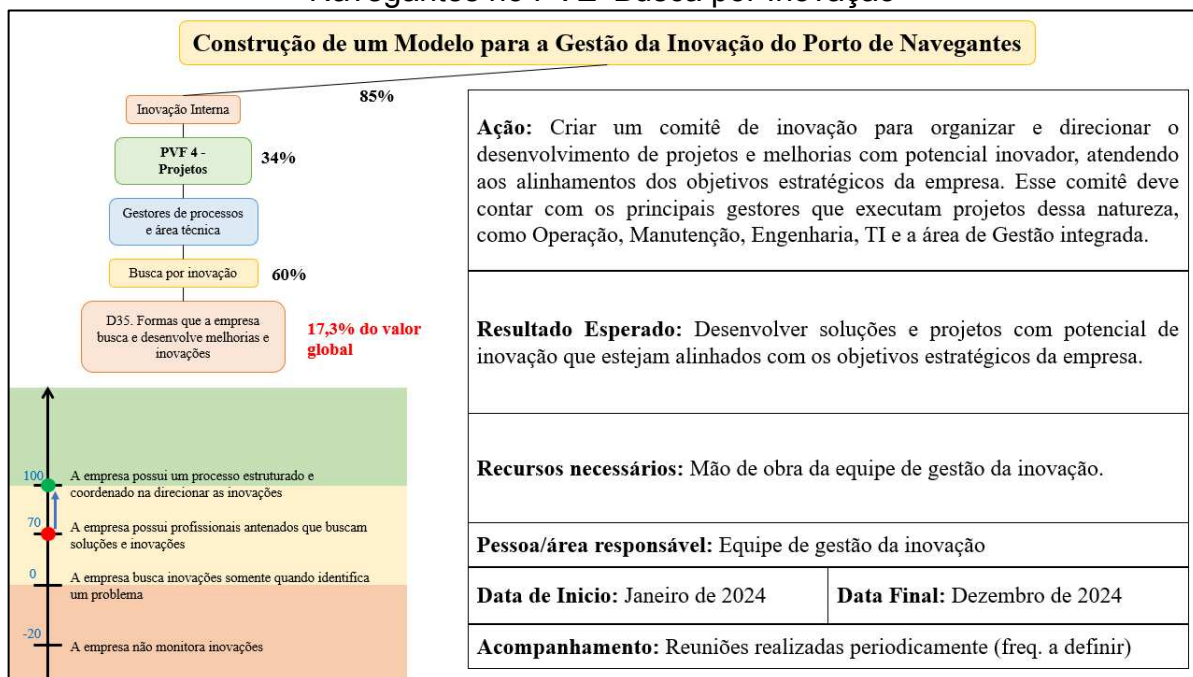 Construção de um Modelo para a Gestão da Inovação do Porto de Navegantes
Inovação Interna
85%
PVF 4 -
Projetos
34%
Gestores de processos
e área técnica
Busca por inovação
60%
D35. Formas que a empresa
busca e desenvolve melhorias e
inovações
17,3% do valor
global
100
A empresa possui um processo estruturado e
coordenado na direcionar as inovações
70
A empresa possui profissionais antenados que buscam
soluções e inovações
0
A empresa busca inovações somente quando identifica
um problema
-20
A empresa não monitora inovações
Ação: Criar um comitê de inovação para organizar e direcionar o
desenvolvimento de projetos e melhorias com potencial inovador, atendendo
aos alinhamentos dos objetivos estratégicos da empresa. Esse comitê deve
contar com os principais gestores que executam projetos dessa natureza,
como Operação, Manutenção, Engenharia, TI e a área de Gestão integrada.
Resultado Esperado: Desenvolver soluções e projetos com potencial de
inovação que estejam alinhados com os objetivos estratégicos da empresa.
Recursos necessários: Mão de obra da equipe de gestão da inovação.
Pessoa/área responsável: Equipe de gestão da inovação
Data de Inicio: Janeiro de 2024
Data Final: Dezembro de 2024
Acompanhamento: Reuniões realizadas periodicamente (freq. a definir)